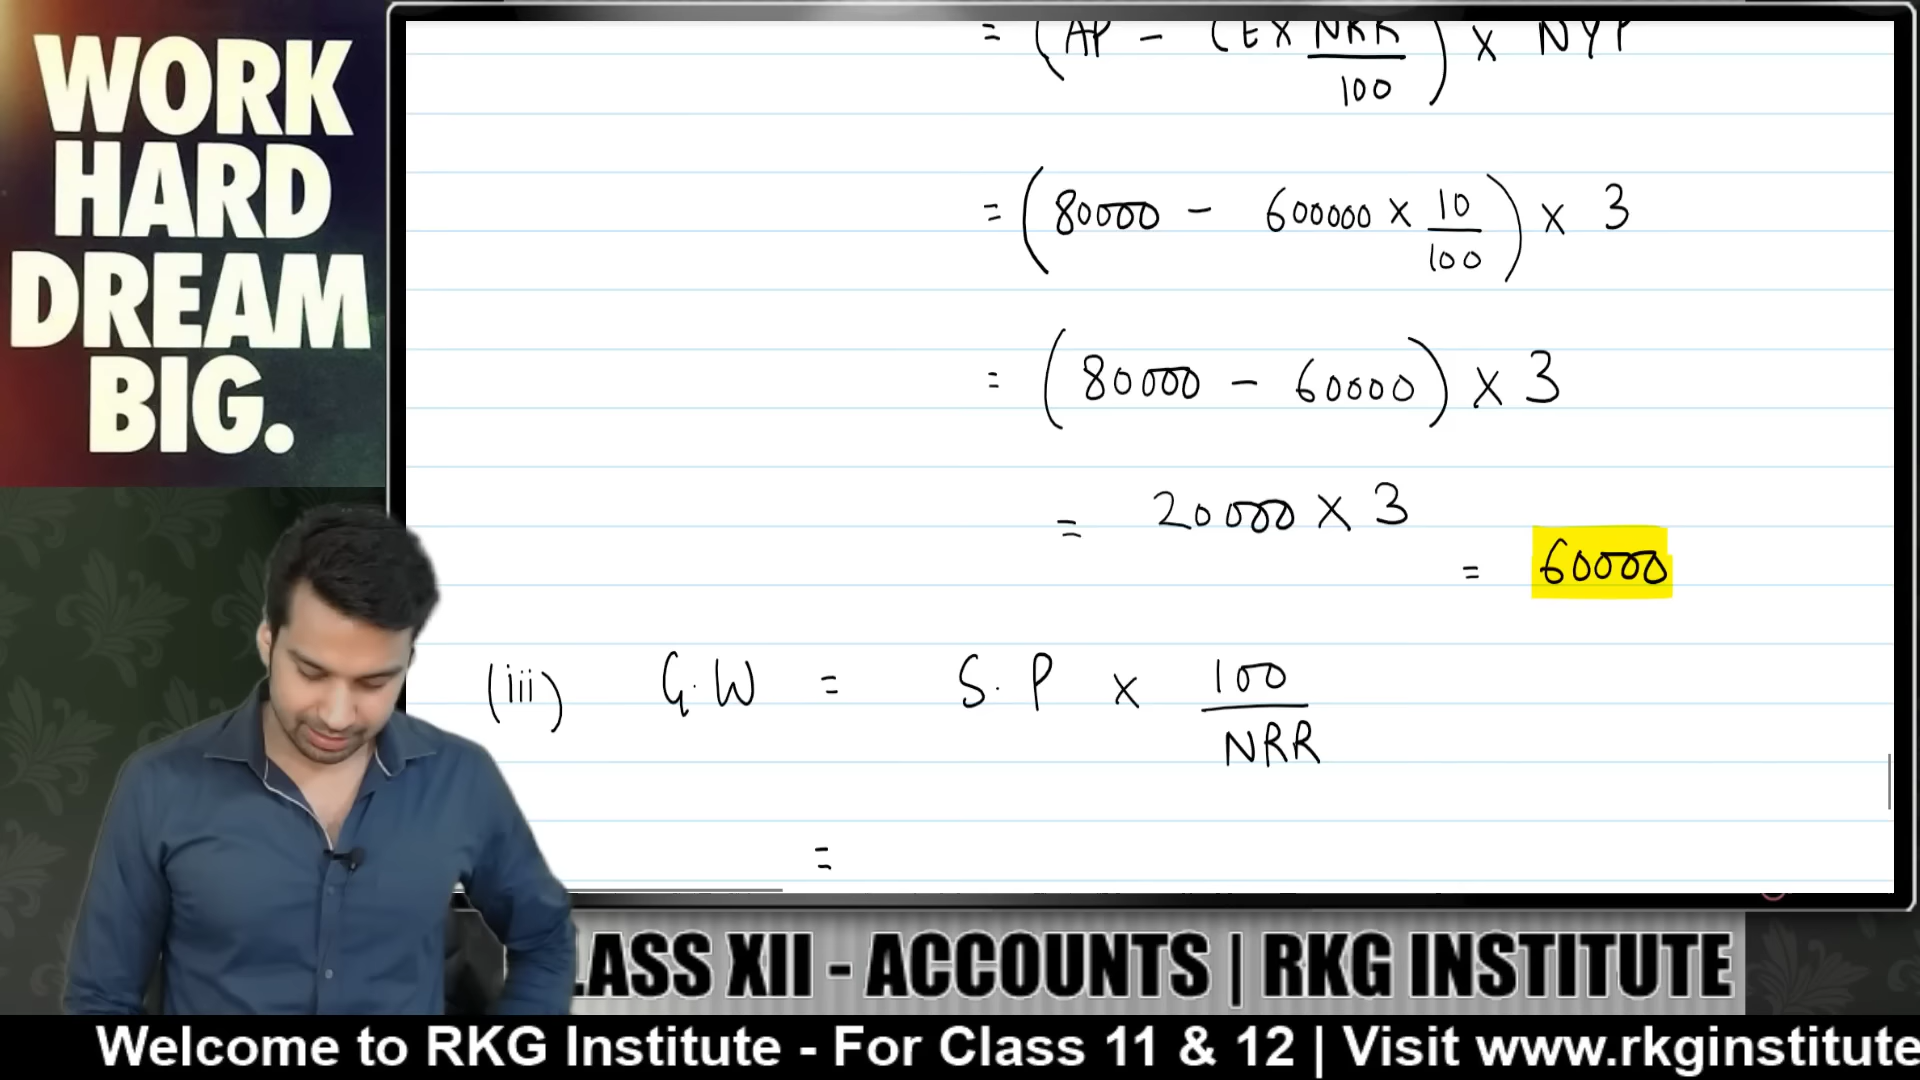 WORK
HARD
DREAM
BIG.
= (AP - (E X NRR/100) X NYP
= (80000 - 600000 X 10/100) X 3
= (80000 - 60000) X 3
= 20000 X 3
= 60000
(iii) G.W = S.P X 100/NRR
=
LASS XII - ACCOUNTS | RKG INSTITUTE
Welcome to RKG Institute - For Class 11 & 12 | Visit www.rkginstitute